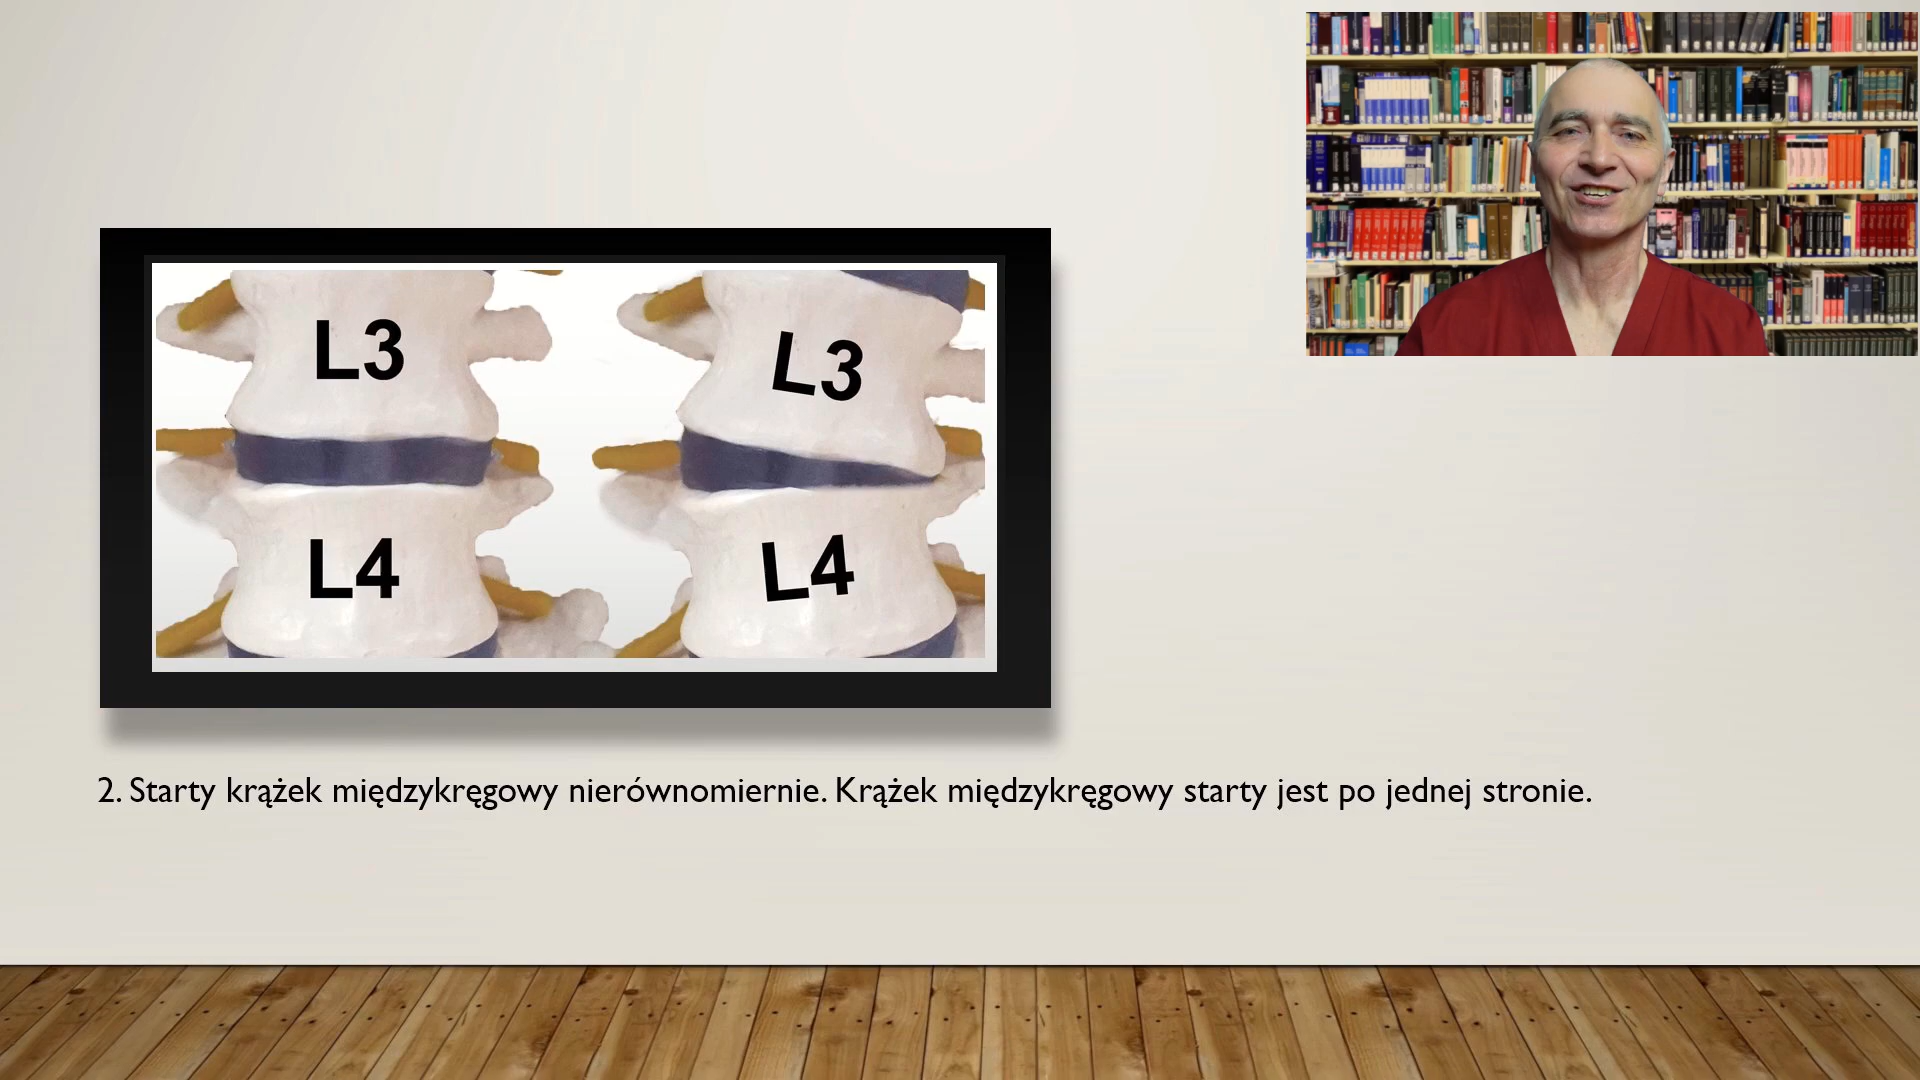 L3
L3
L4
L4
2. Starty krążek międzykręgowy nierównomiernie. Krążek międzykręgowy starty jest po jednej stronie.